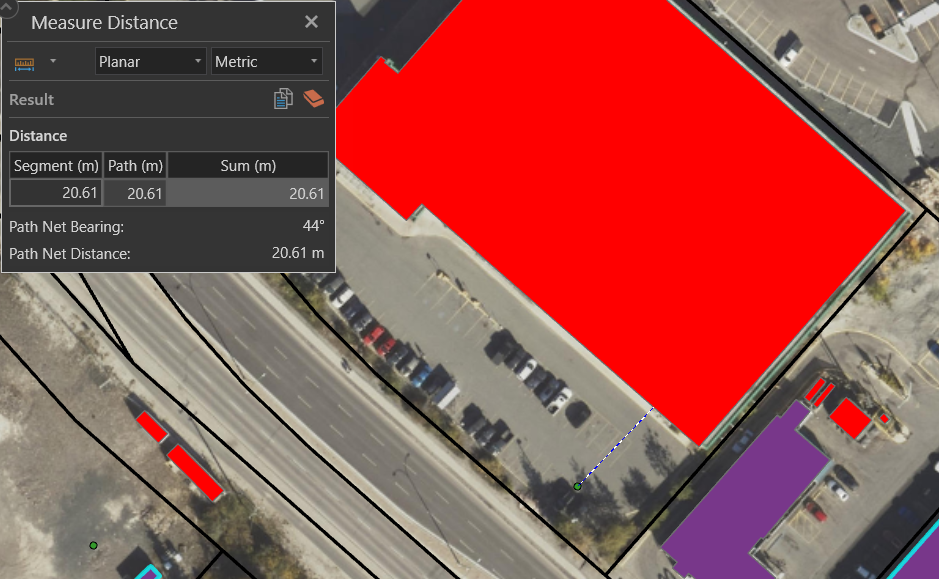 Measure Distance
Planar Metric
Result
Distance
Segment (m) Path (m) Sum (m)
20.61 20.61 20.61
Path Net Bearing: 44°
Path Net Distance: 20.61 m